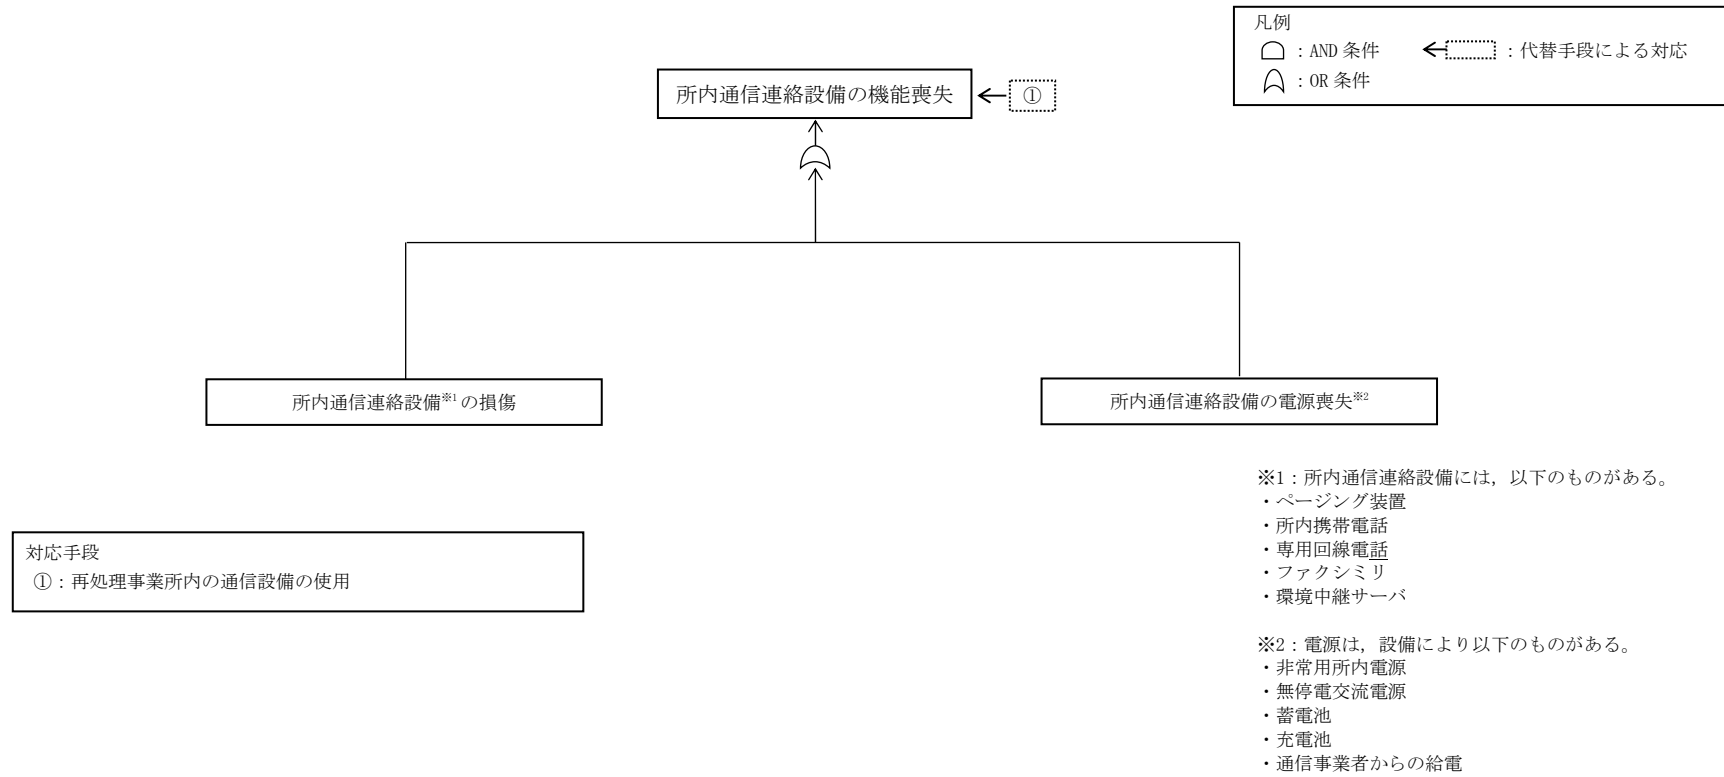 凡例
：AND 条件
：代替手段による対応
：OR 条件
所内通信連絡設備の機能喪失
①
所内通信連絡設備※1の損傷
所内通信連絡設備の電源喪失※2
※1：所内通信連絡設備には，以下のものがある。
・ページング装置
・所内携帯電話
・専用回線電話
・ファクシミリ
・環境中継サーバ
対応手段
①：再処理事業所内の通信設備の使用
※2：電源は，設備により以下のものがある。
・非常用所内電源
・無停電交流電源
・蓄電池
・充電池
・通信事業者からの給電